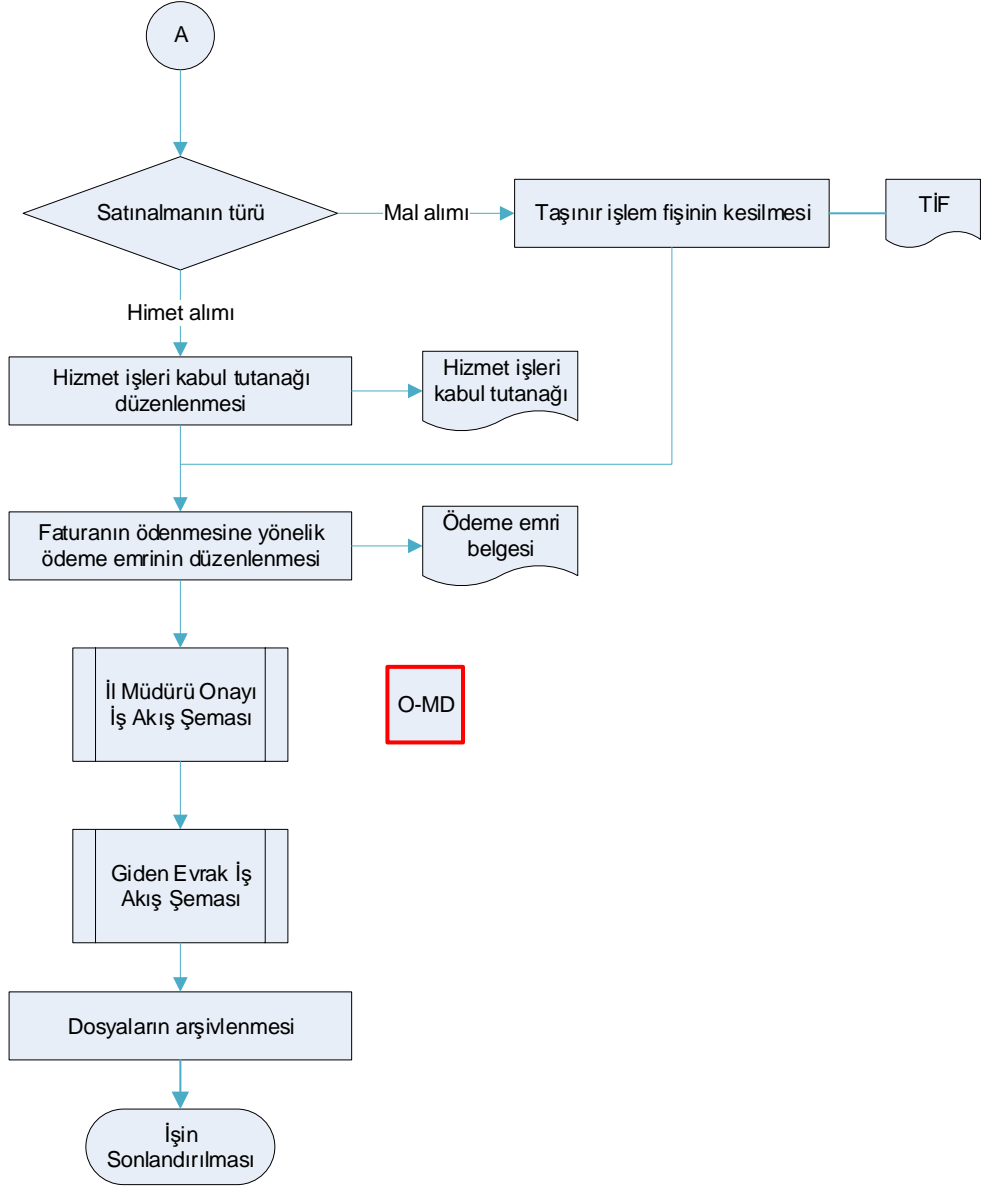 A
Satınalmanın türü
Mal alımı
Taşınır işlem fişinin kesilmesi
TİF
Himet alımı
Hizmet işleri kabul tutanağı
düzenlenmesi
Hizmet işleri
kabul tutanağı
Faturanın ödenmesine yönelik
ödeme emrinin düzenlenmesi
Ödeme emri
belgesi
İl Müdürü Onayı
İş Akış Şeması
O-MD
Giden Evrak İş
Akış Şeması
Dosyaların arşivlenmesi
İşin
Sonlandırılması